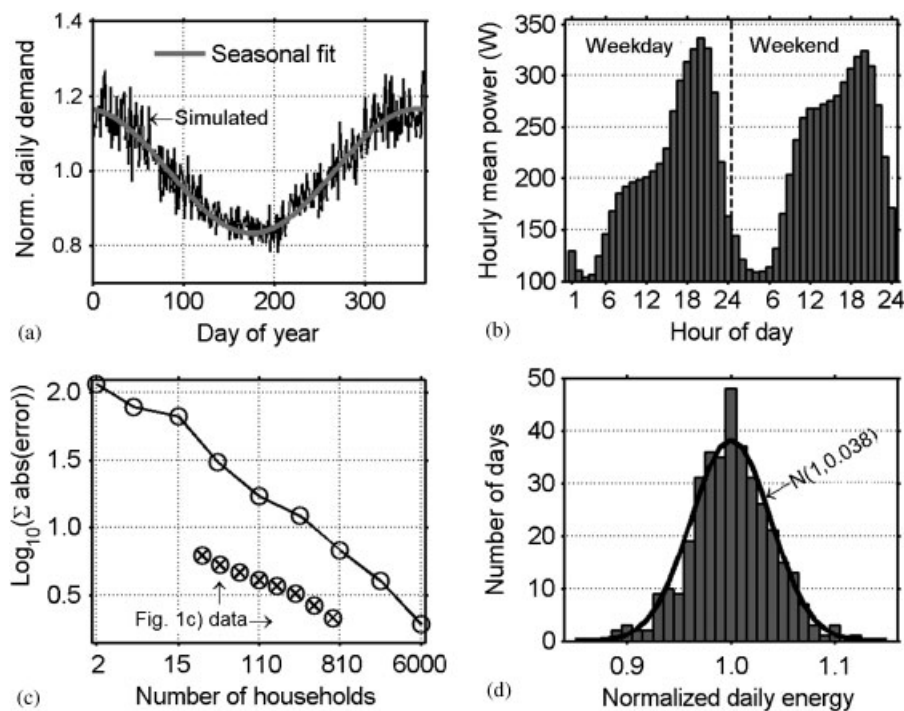 1.4
1.2
1.0
0.8
Norm. daily demand
Seasonal fit
←Simulated
0 100 200 300
Day of year
(a)
350
300
250
200
150
100
Hourly mean power (W)
Weekday Weekend
1 6 12 18 24 6 12 18 24
Hour of day
(b)
2.0
1.5
1.0
0.5
Log10(Σ abs(error))
Fig. 1c) data →
2 15 110 810 6000
Number of households
(c)
50
40
30
20
10
0
Number of days
N(1,0.038)
0.9 1.0 1.1
Normalized daily energy
(d)